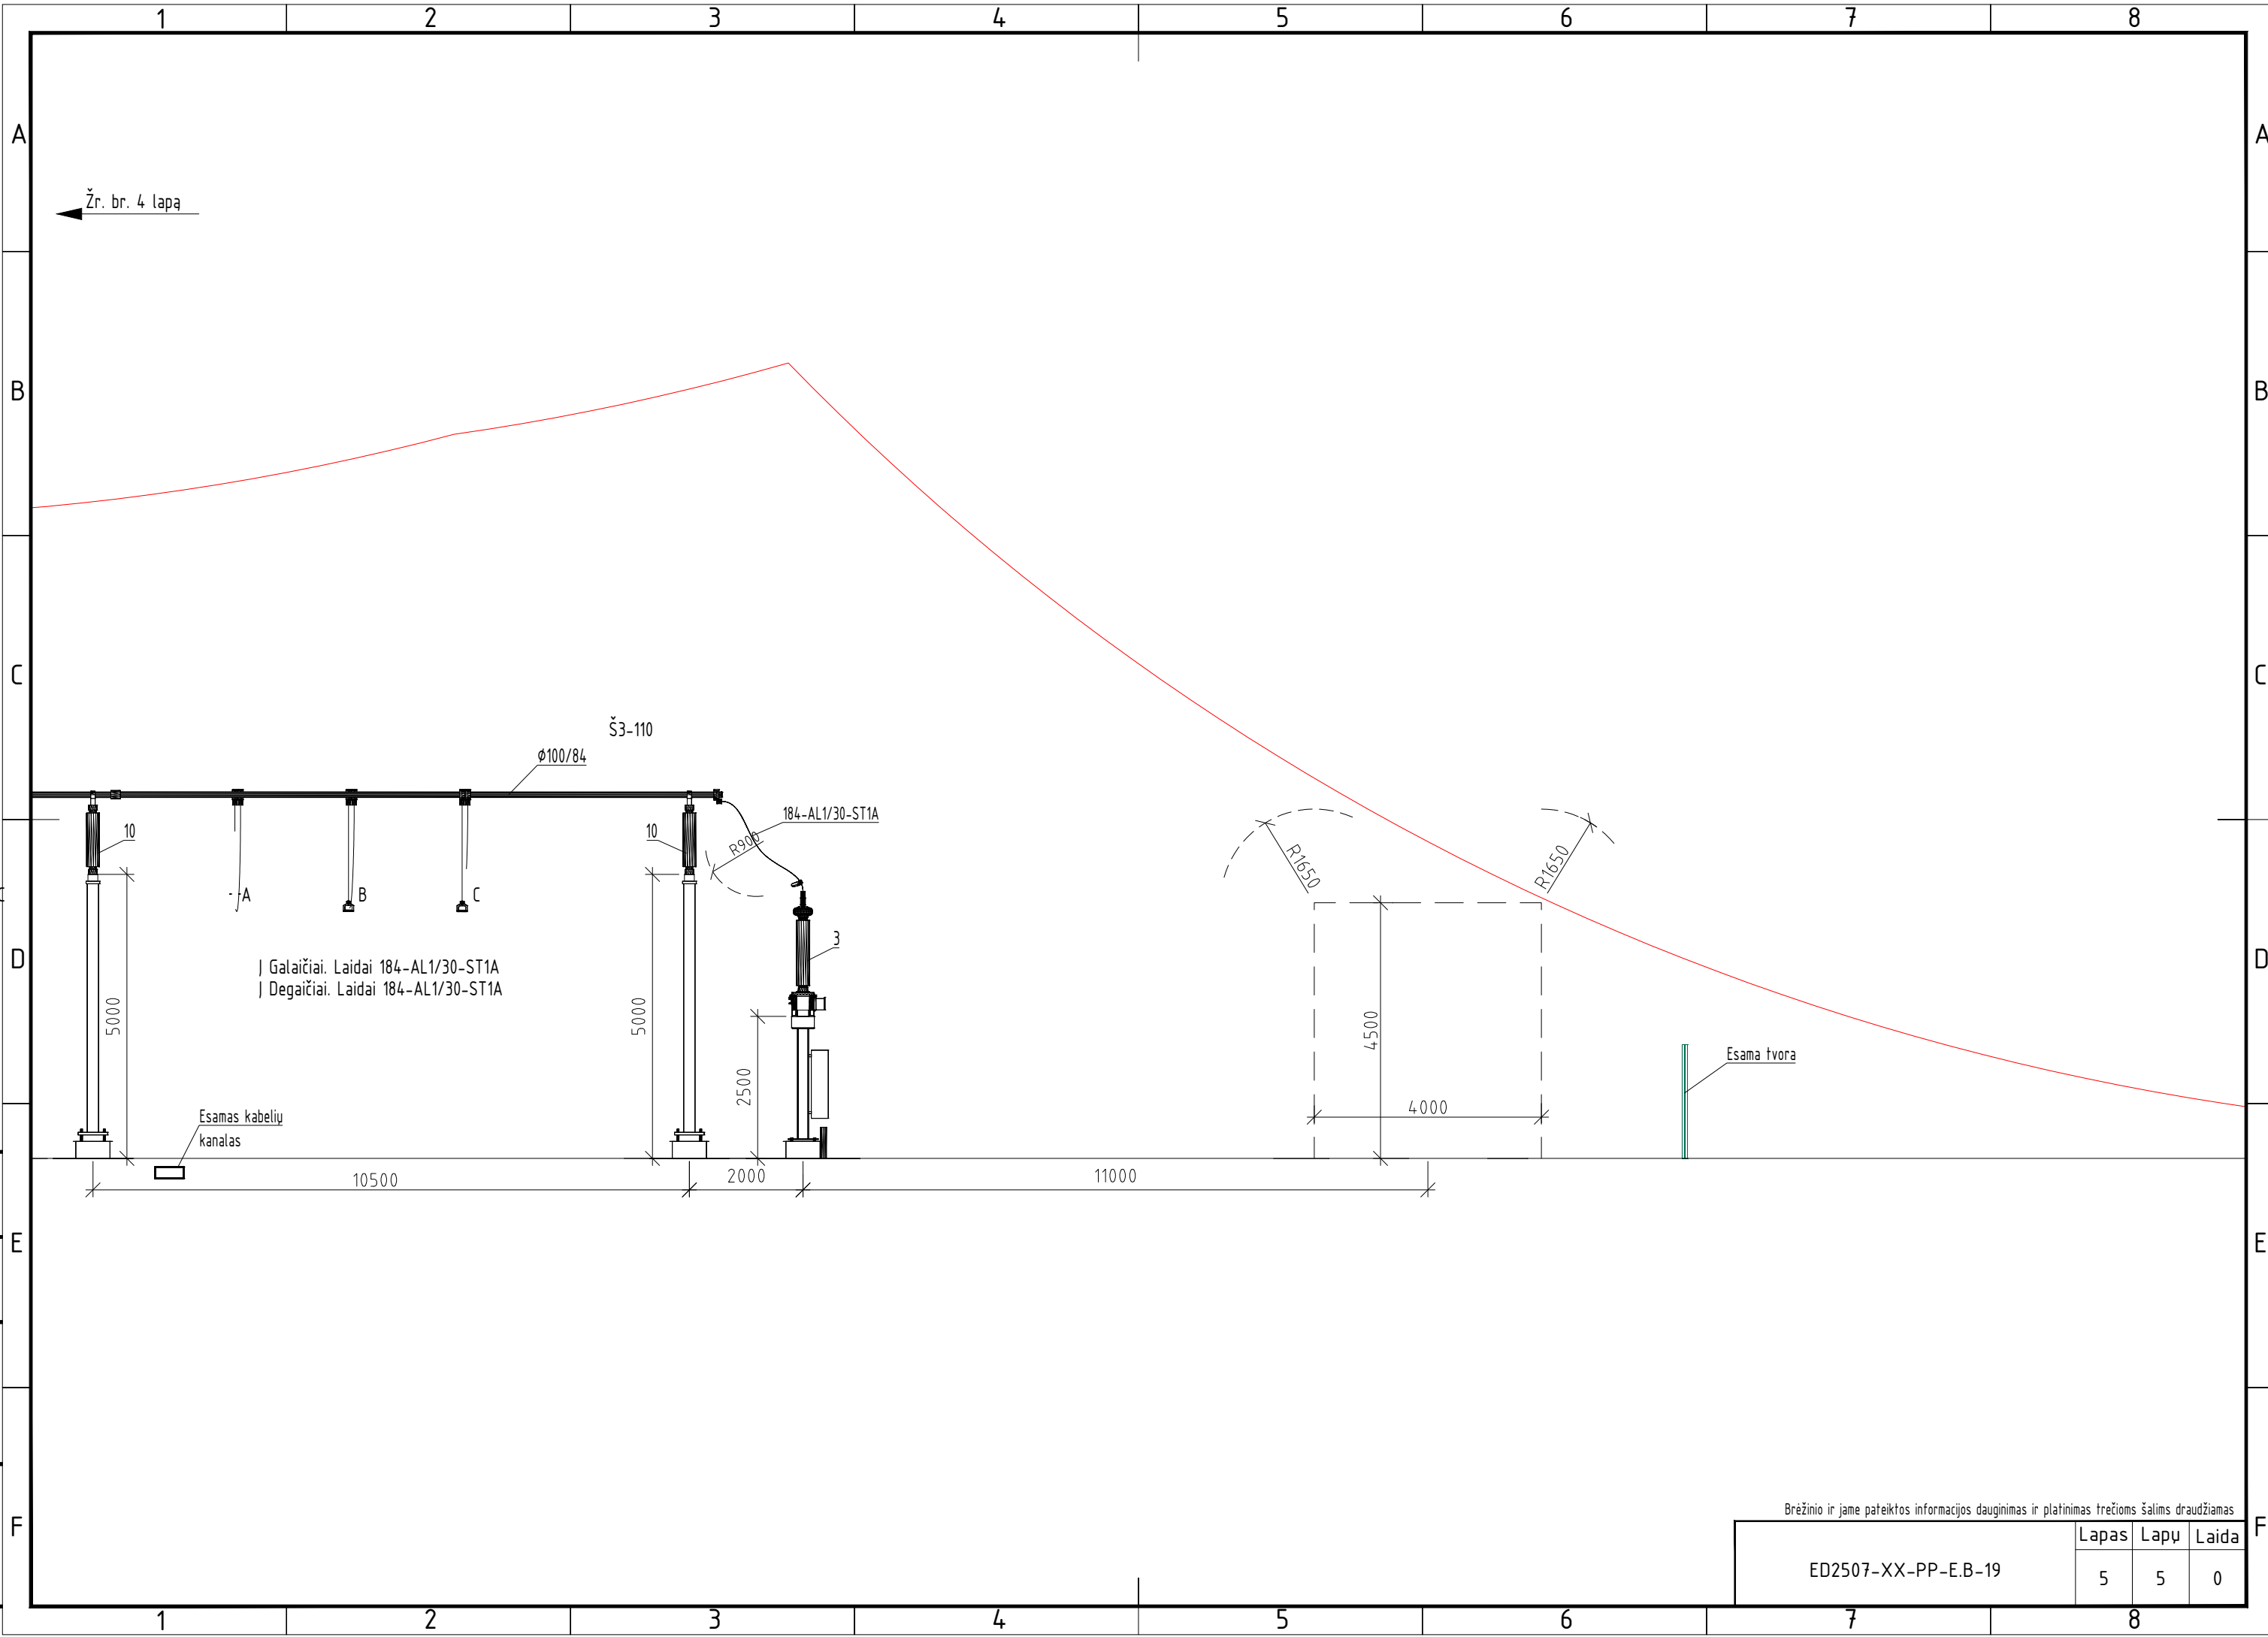 1 2 3 4 5 6 7 8
A A
Žr. br. 4 lapą
B B
C C
Š3-110
Ø100/84
184-AL1/30-ST1A
10
10
R900
R1650
R1650
A
B
C
3
D D
Į Galaičiai. Laidai 184-AL1/30-ST1A
Į Degaičiai. Laidai 184-AL1/30-ST1A
5000
5000
2500
4500
4000
Esama tvora
Esamas kabelių
kanalas
10500
2000
11000
E E
F F
Brėžinio ir jame pateiktos informacijos dauginimas ir platinimas trečioms šalims draudžiamas
Lapas Lapų Laida
ED2507-XX-PP-E.B-19
5 5 0
1 2 3 4 5 6 7 8